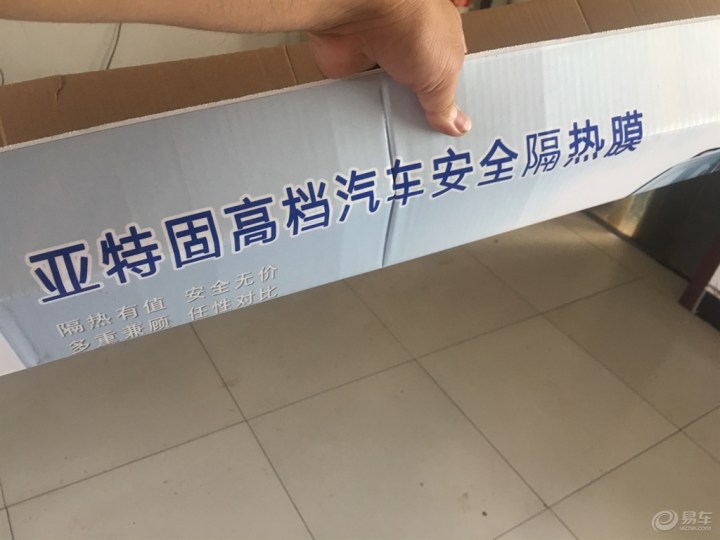 亚特固高档汽车安全隔热膜
隔热有值 安全无价
多重兼顾 任性对比
易车